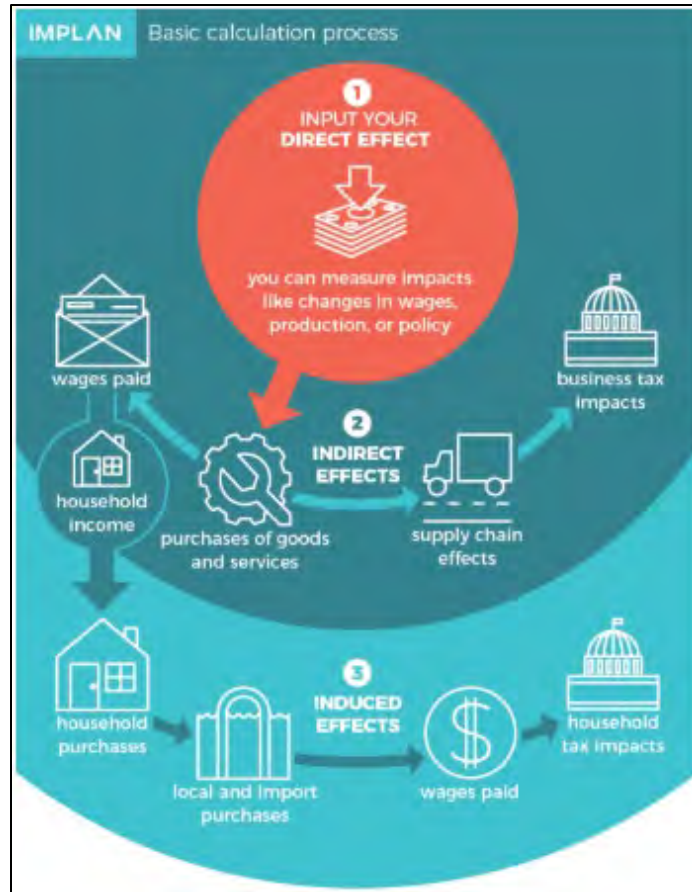 IMPLAN Basic calculation process
1
INPUT YOUR
DIRECT EFFECT
you can measure impacts
like changes in wages,
production, or policy
wages paid
business tax
impacts
household
income
2
INDIRECT
EFFECTS
purchases of goods
and services
supply chain
effects
3
INDUCED
EFFECTS
household
purchases
local and import
purchases
wages paid
household
tax impacts